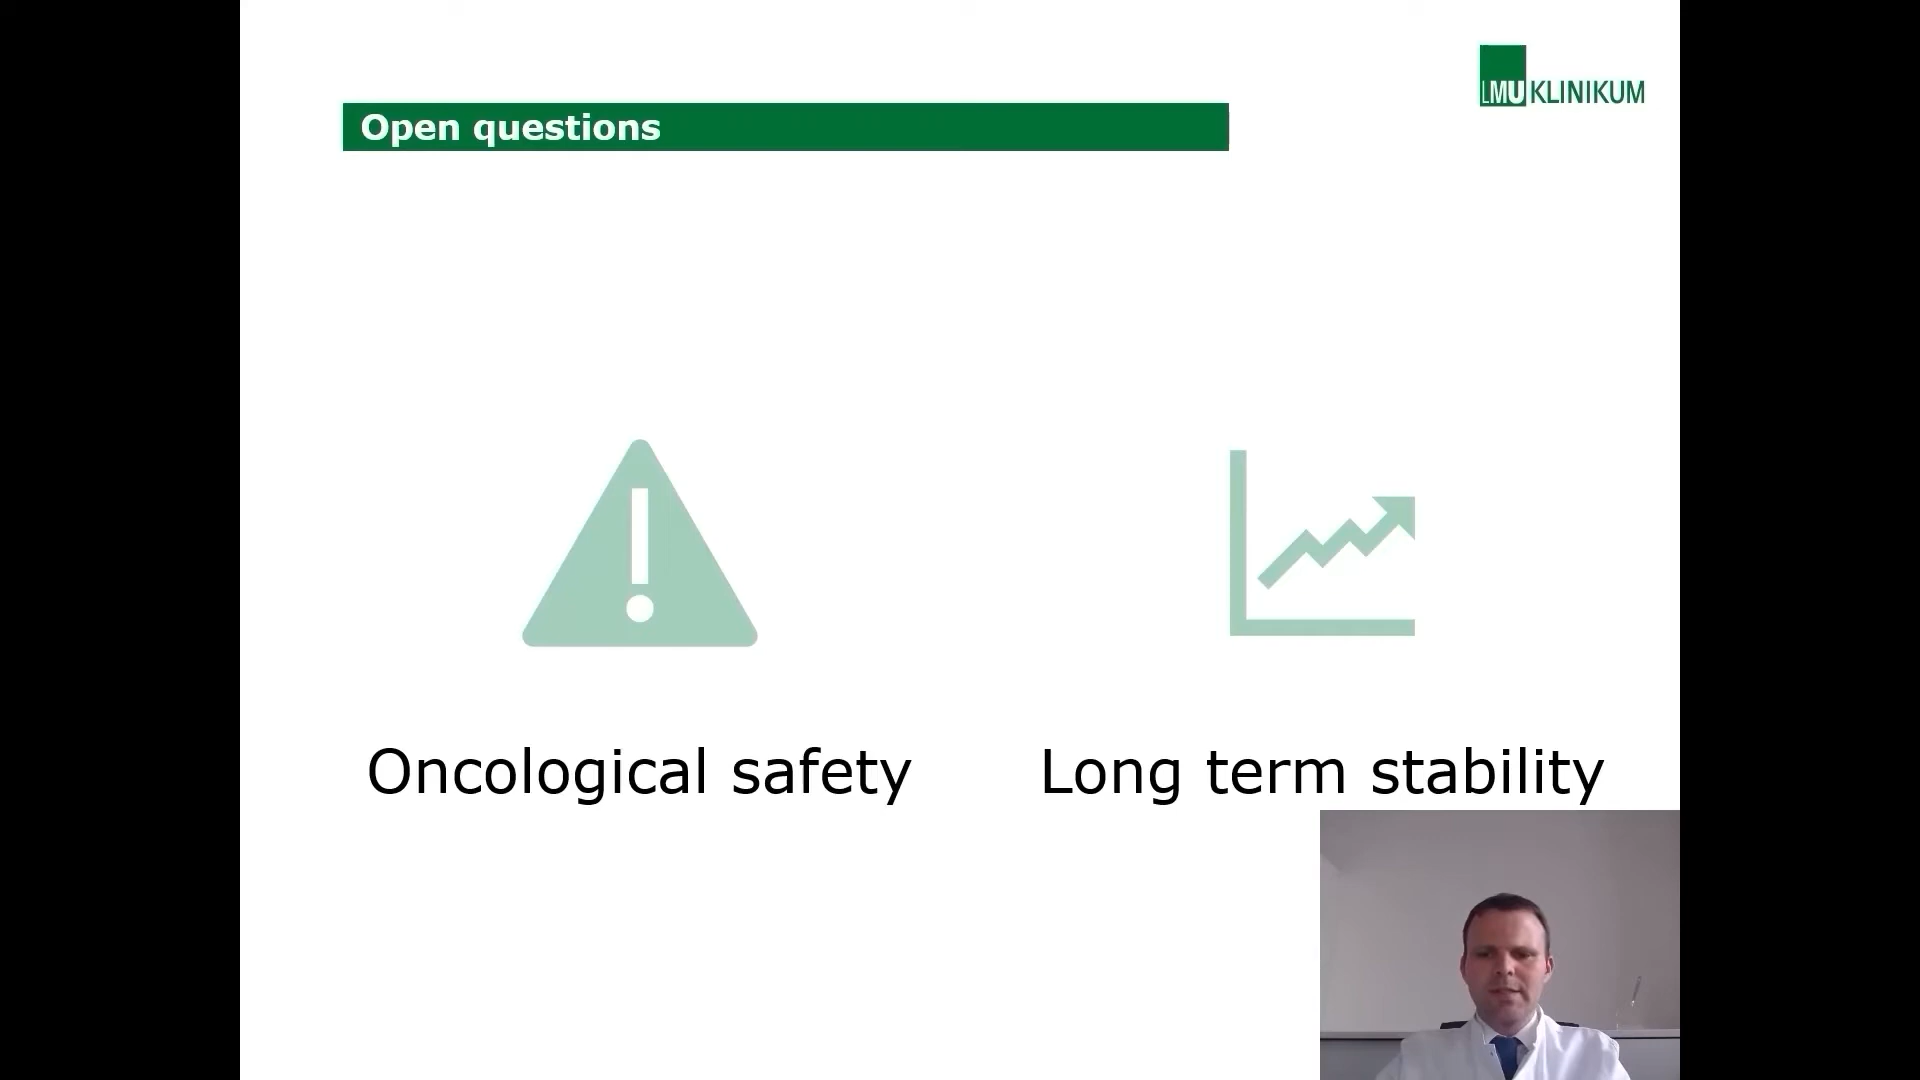 LMU KLINIKUM
Open questions
Oncological safety
Long term stability